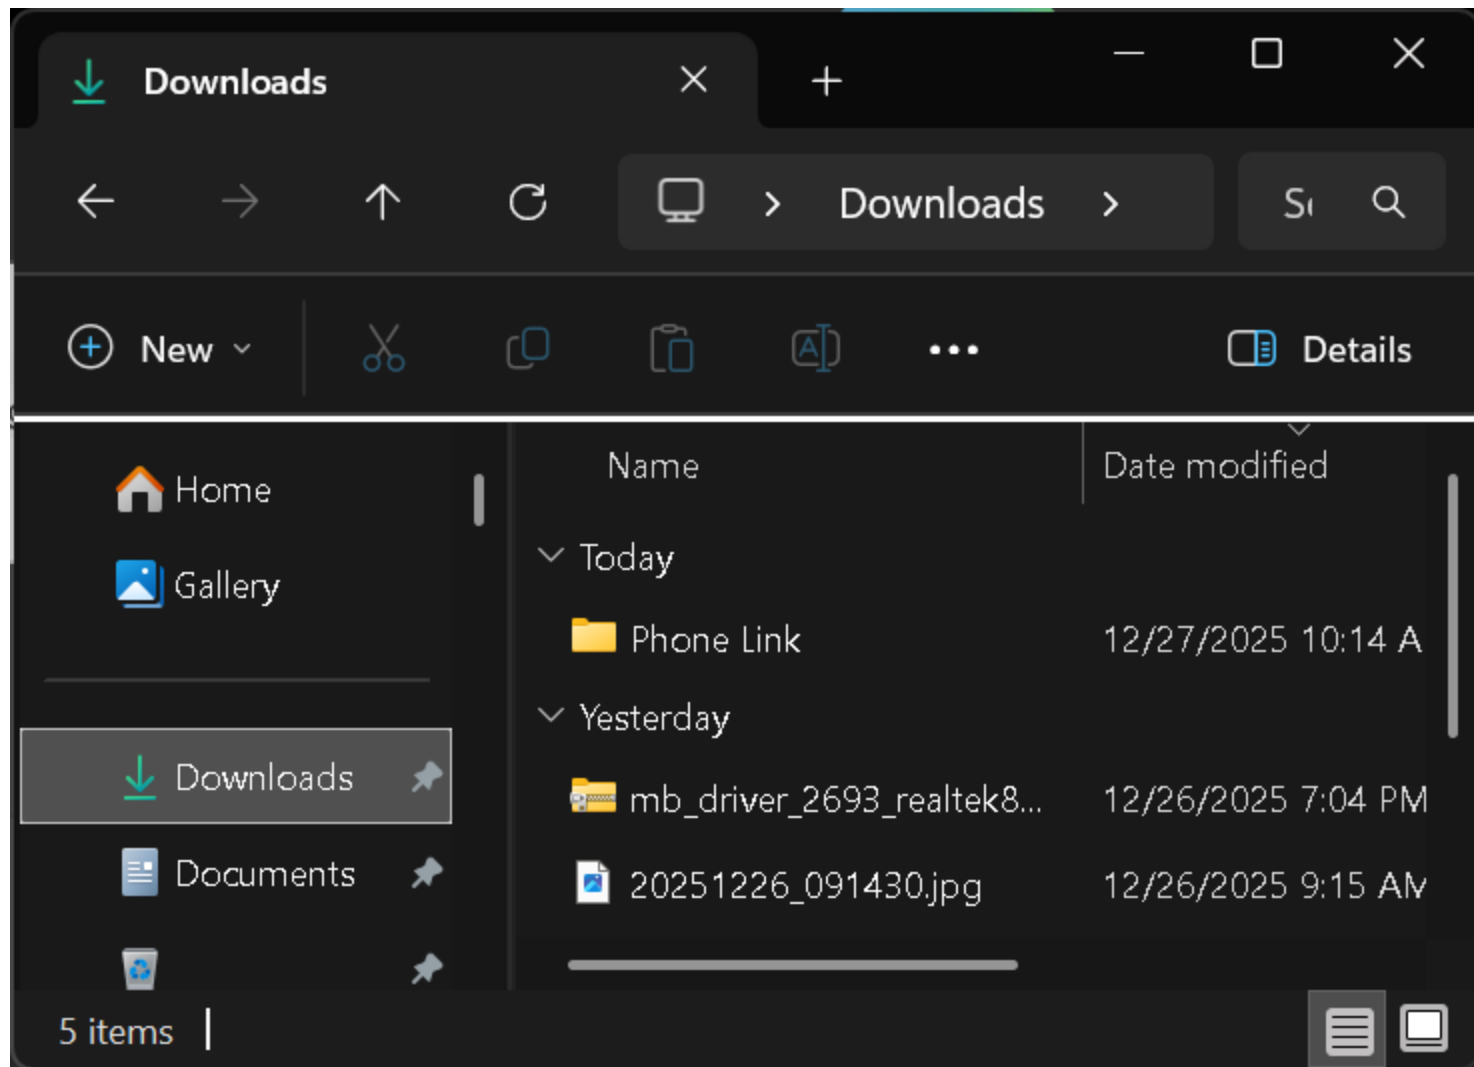 Downloads
Downloads
New
Details
Name Date modified
Home
Today
Gallery
Phone Link 12/27/2025 10:14 A
Yesterday
Downloads
mb_driver_2693_realtek8... 12/26/2025 7:04 PM
Documents
20251226_091430.jpg 12/26/2025 9:15 AM
5 items